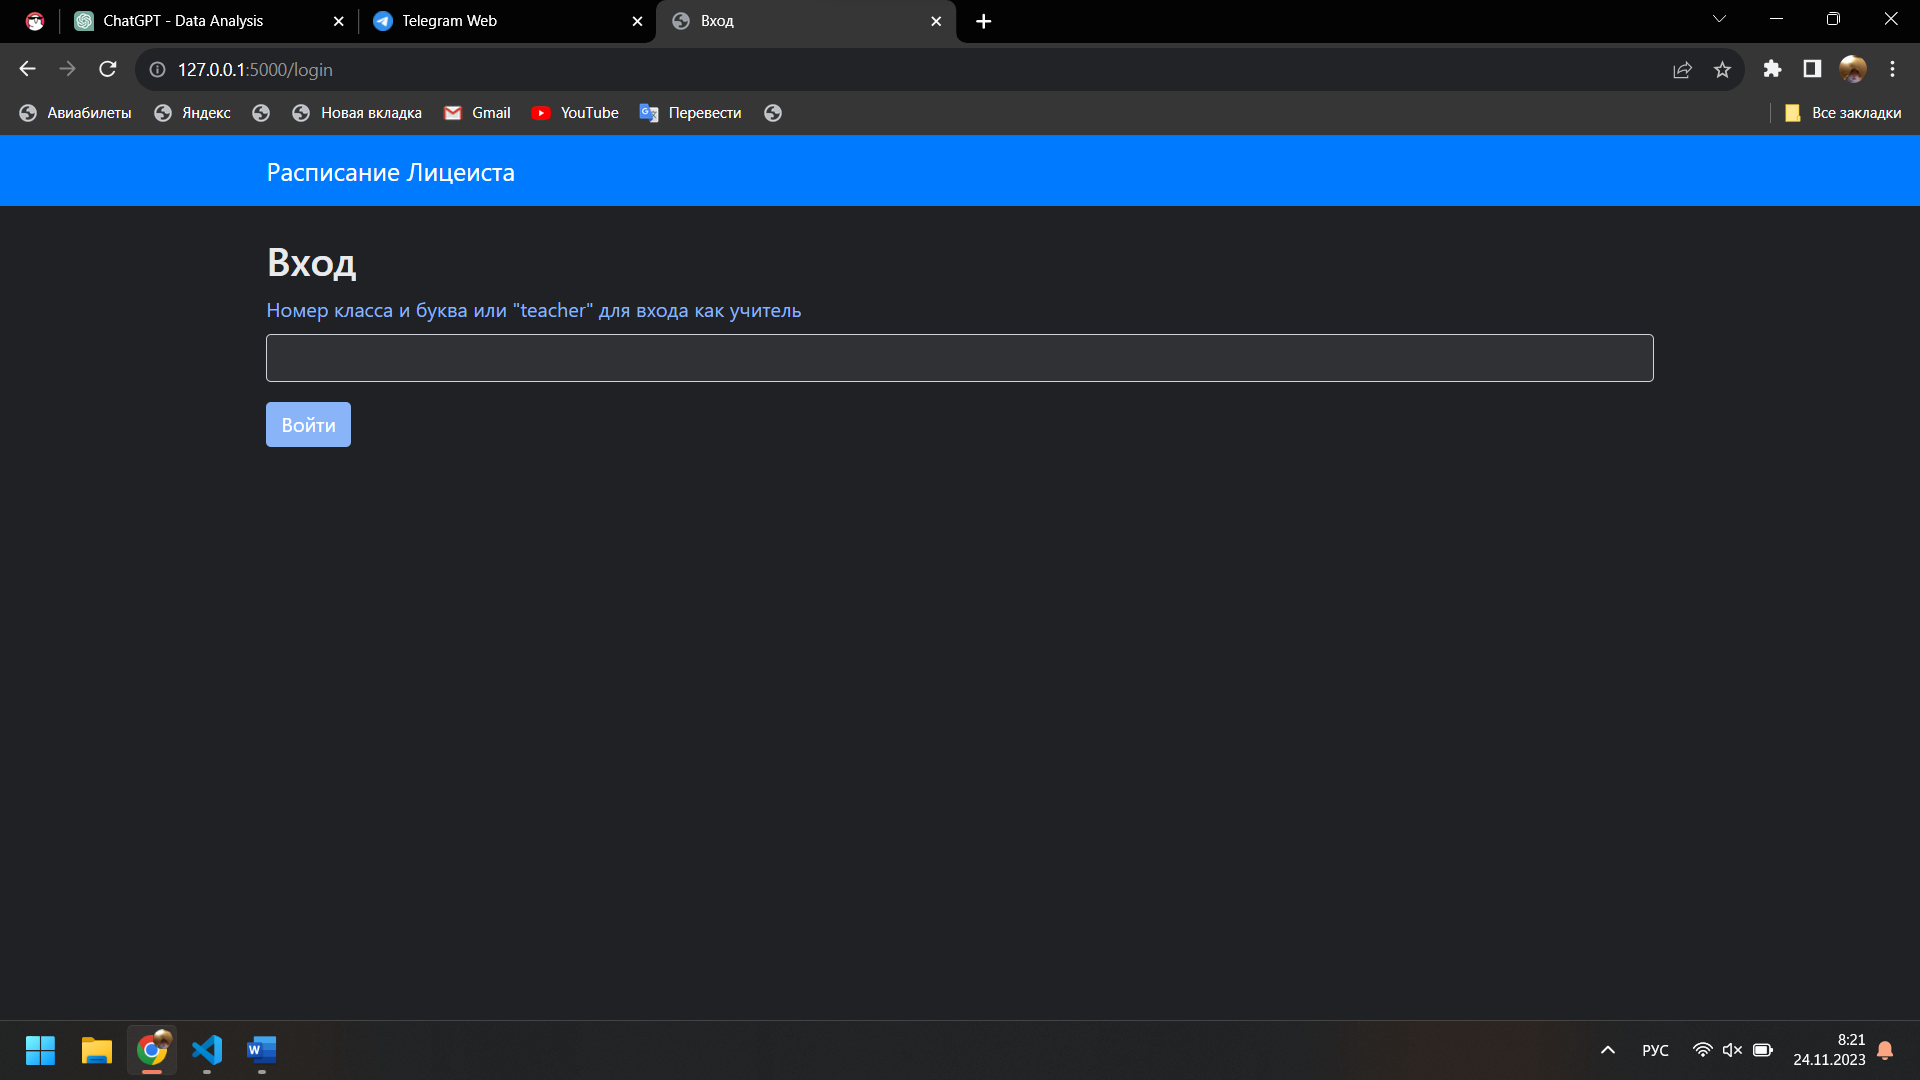 ChatGPT - Data Analysis
Telegram Web
Вход
127.0.0.1:5000/login
Авиабилеты
Яндекс
Новая вкладка
Gmail
YouTube
Перевести
Все закладки
Расписание Лицеиста
Вход
Номер класса и буква или "teacher" для входа как учитель
Войти
РУС
8:21
24.11.2023